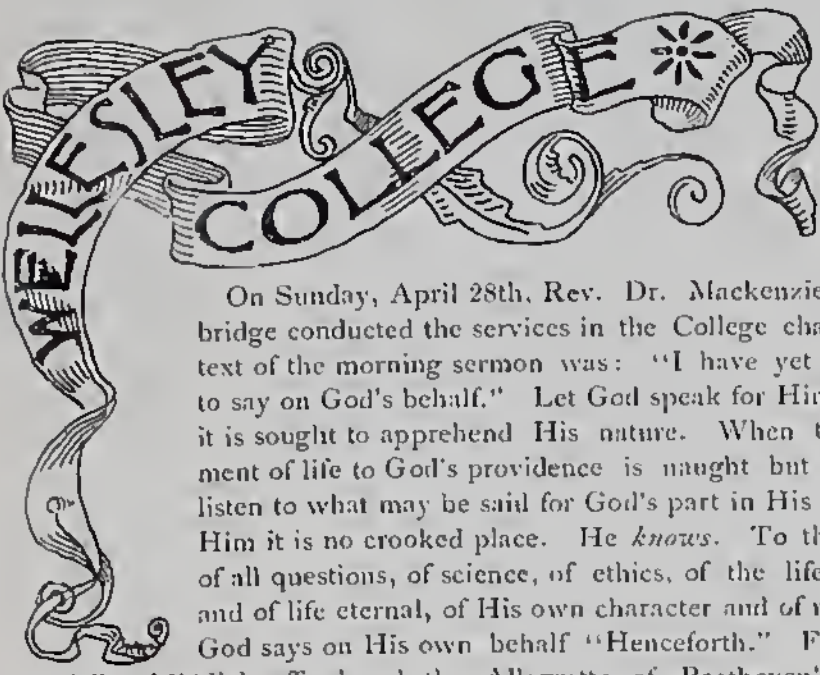 WELLESLEY
COLLEGE
On Sunday, April 28th, Rev. Dr. Mackenzie
bridge conducted the services in the College cha
text of the morning sermon was: "I have yet
to say on God's behalf." Let God speak for Hi
it is sought to apprehend His nature. When
ment of life to God's providence is naught but
listen to what may be said for God's part in His
Him it is no crooked place. He knows. To th
of all questions, of science, of ethics, of the life
and of life eternal, of His own character and of
God says on His own behalf "Henceforth." F